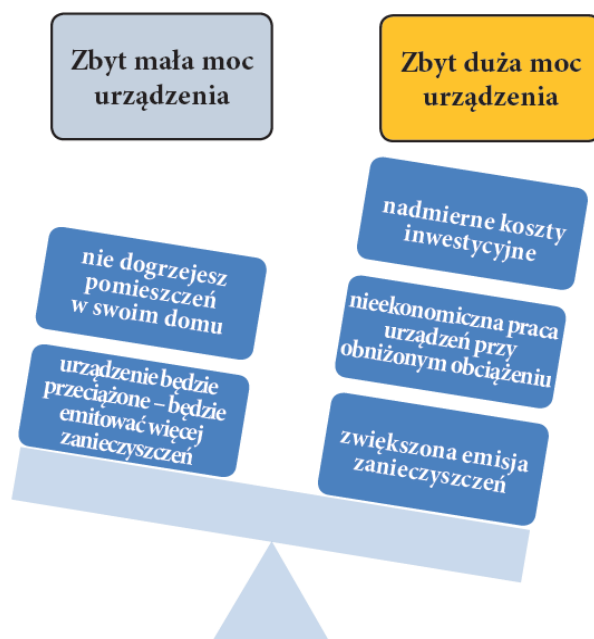 Zbyt mała moc
urządzenia
Zbyt duża moc
urządzenia
nie dogrzejesz
pomieszczeń
w swoim domu
urządzenie będzie
przeciążone – będzie
emitować więcej
zanieczyszczeń
nadmierne koszty
inwestycyjne
nieekonomiczna praca
urządzeń przy
obniżonym obciążeniu
zwiększona emisja
zanieczyszczeń